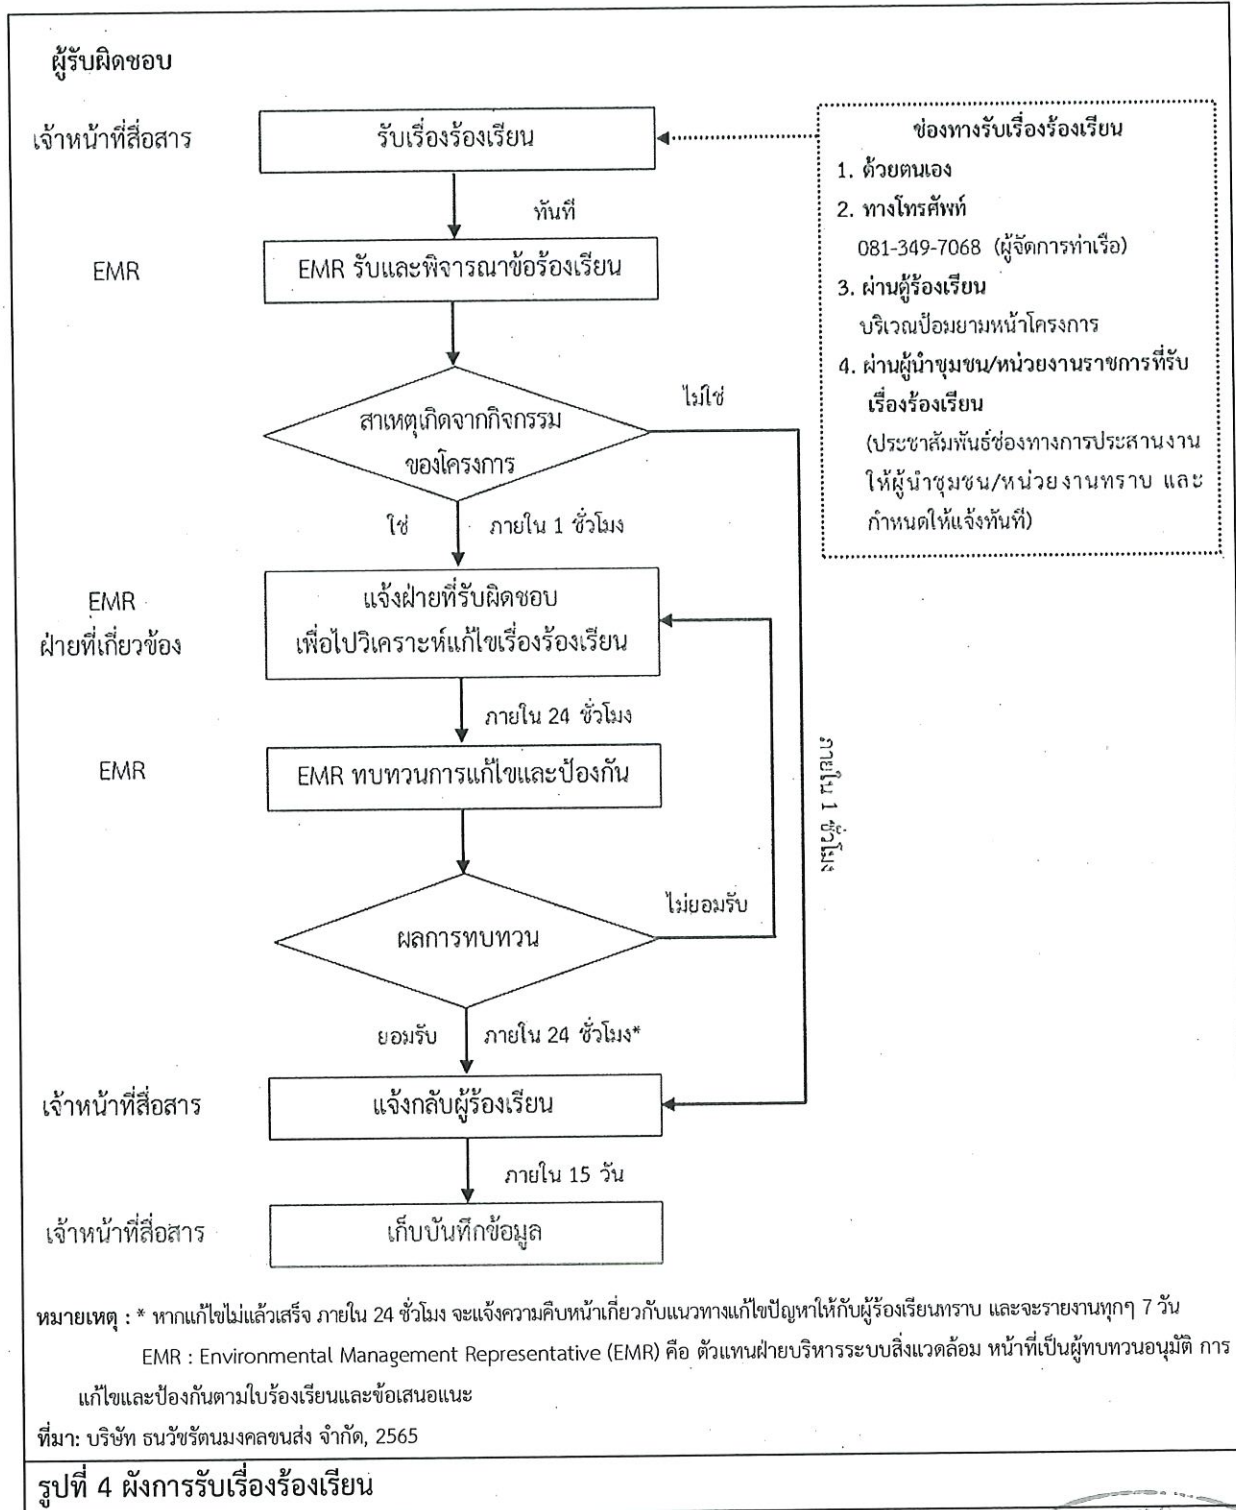 ผู้รับผิดชอบ
เจ้าหน้าที่สื่อสาร
รับเรื่องร้องเรียน
ทันที
EMR
EMR รับและพิจารณาข้อร้องเรียน
สาเหตุเกิดจากกิจกรรม
ของโครงการ
ไม่ใช่
ใช่
ภายใน 1 ชั่วโมง
EMR
ฝ่ายที่เกี่ยวข้อง
แจ้งฝ่ายที่รับผิดชอบ
เพื่อไปวิเคราะห์แก้ไขเรื่องร้องเรียน
ภายใน 24 ชั่วโมง
EMR
EMR ทบทวนการแก้ไขและป้องกัน
ภายใน 1 ชั่วโมง
ผลการทบทวน
ไม่ยอมรับ
ยอมรับ
ภายใน 24 ชั่วโมง*
เจ้าหน้าที่สื่อสาร
แจ้งกลับผู้ร้องเรียน
ภายใน 15 วัน
เจ้าหน้าที่สื่อสาร
เก็บบันทึกข้อมูล
ช่องทางรับเรื่องร้องเรียน
1. ด้วยตนเอง
2. ทางโทรศัพท์
081-349-7068 (ผู้จัดการท่าเรือ)
3. ผ่านตู้ร้องเรียน
บริเวณป้อมยามหน้าโครงการ
4. ผ่านผู้นำชุมชน/หน่วยงานราชการที่รับ
เรื่องร้องเรียน
(ประชาสัมพันธ์ช่องทางการประสานงาน
ให้ผู้นำชุมชน/หน่วยงานทราบ และ
กำหนดให้แจ้งทันที)
หมายเหตุ : * หากแก้ไขไม่แล้วเสร็จ ภายใน 24 ชั่วโมง จะแจ้งความคืบหน้าเกี่ยวกับแนวทางแก้ไขปัญหาให้กับผู้ร้องเรียนทราบ และจะรายงานทุกๆ 7 วัน
EMR : Environmental Management Representative (EMR) คือ ตัวแทนฝ่ายบริหารระบบสิ่งแวดล้อม หน้าที่เป็นผู้ทบทวนอนุมัติ การ
แก้ไขและป้องกันตามใบร้องเรียนและข้อเสนอแนะ
ที่มา: บริษัท ธนวัชรัตนมงคลขนส่ง จำกัด, 2565
รูปที่ 4 ผังการรับเรื่องร้องเรียน